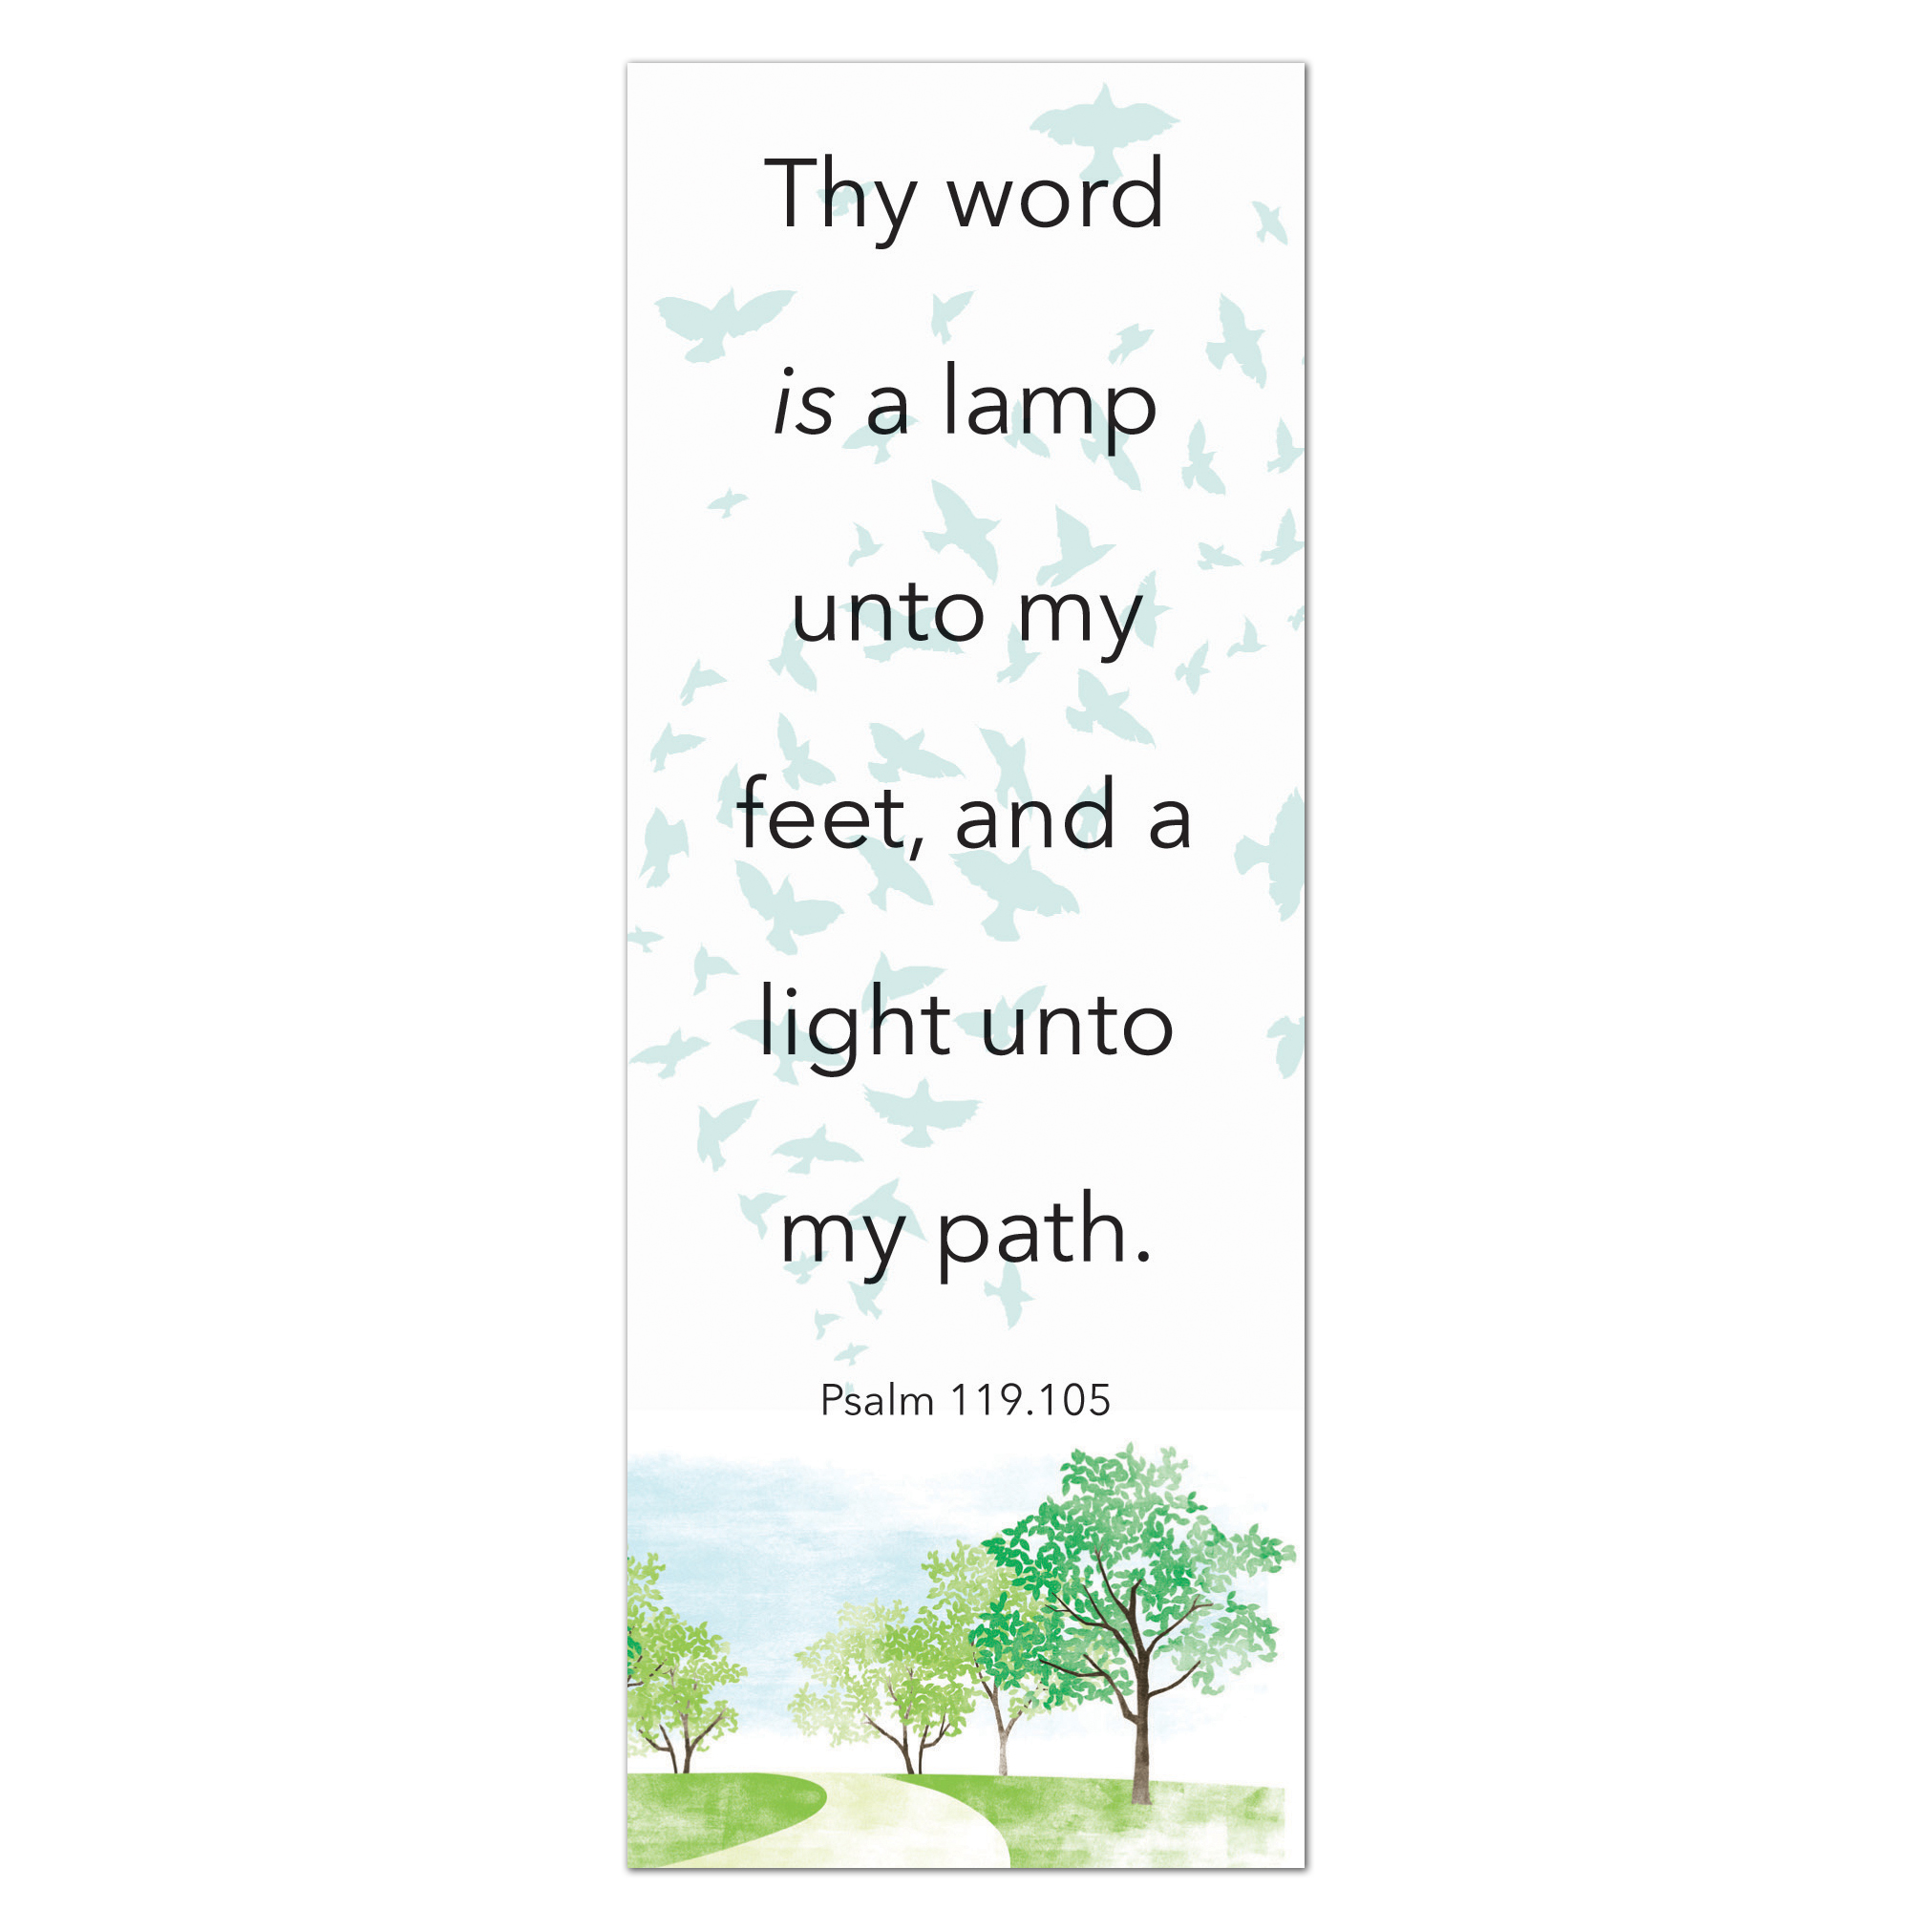 Thy word
is a lamp
unto my
feet, and a
light unto
my path.
Psalm 119.105